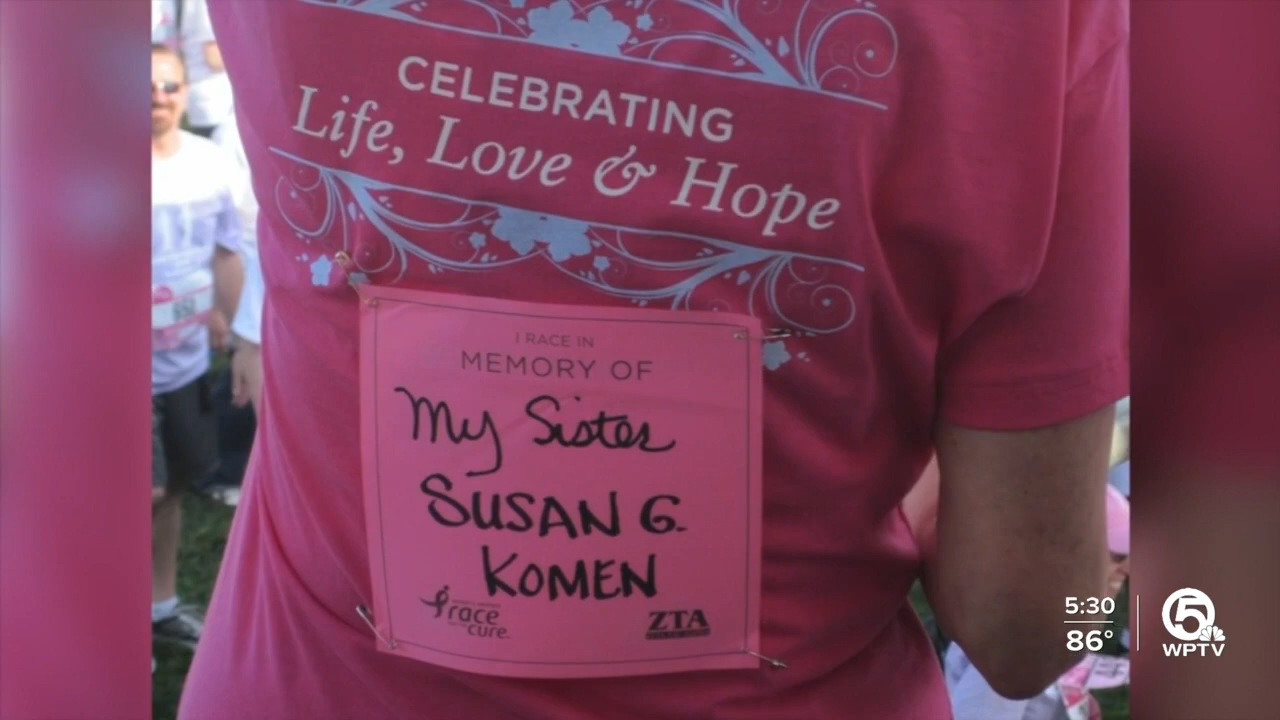 CELEBRATING
Life, Love & Hope
I RACE IN
MEMORY OF
My Sister
SUSAN G.
KOMEN
race
cure.
ZTA
5:30
86°
5
WPTV